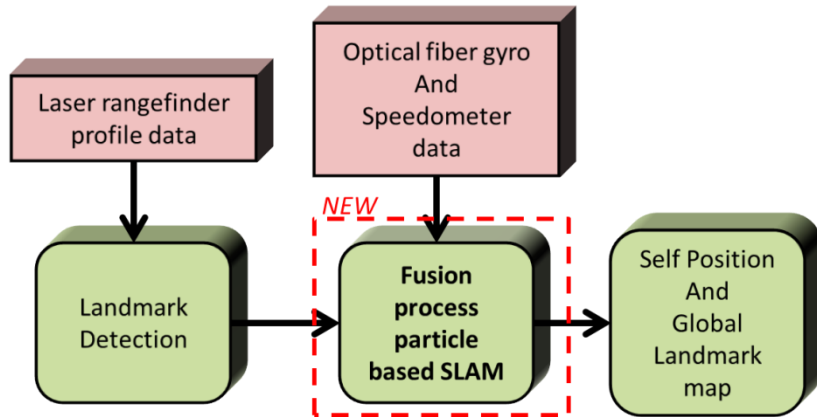 Laser rangefinder
profile data
Optical fiber gyro
And
Speedometer
data
NEW
Landmark
Detection
Fusion
process
particle
based SLAM
Self Position
And
Global
Landmark
map